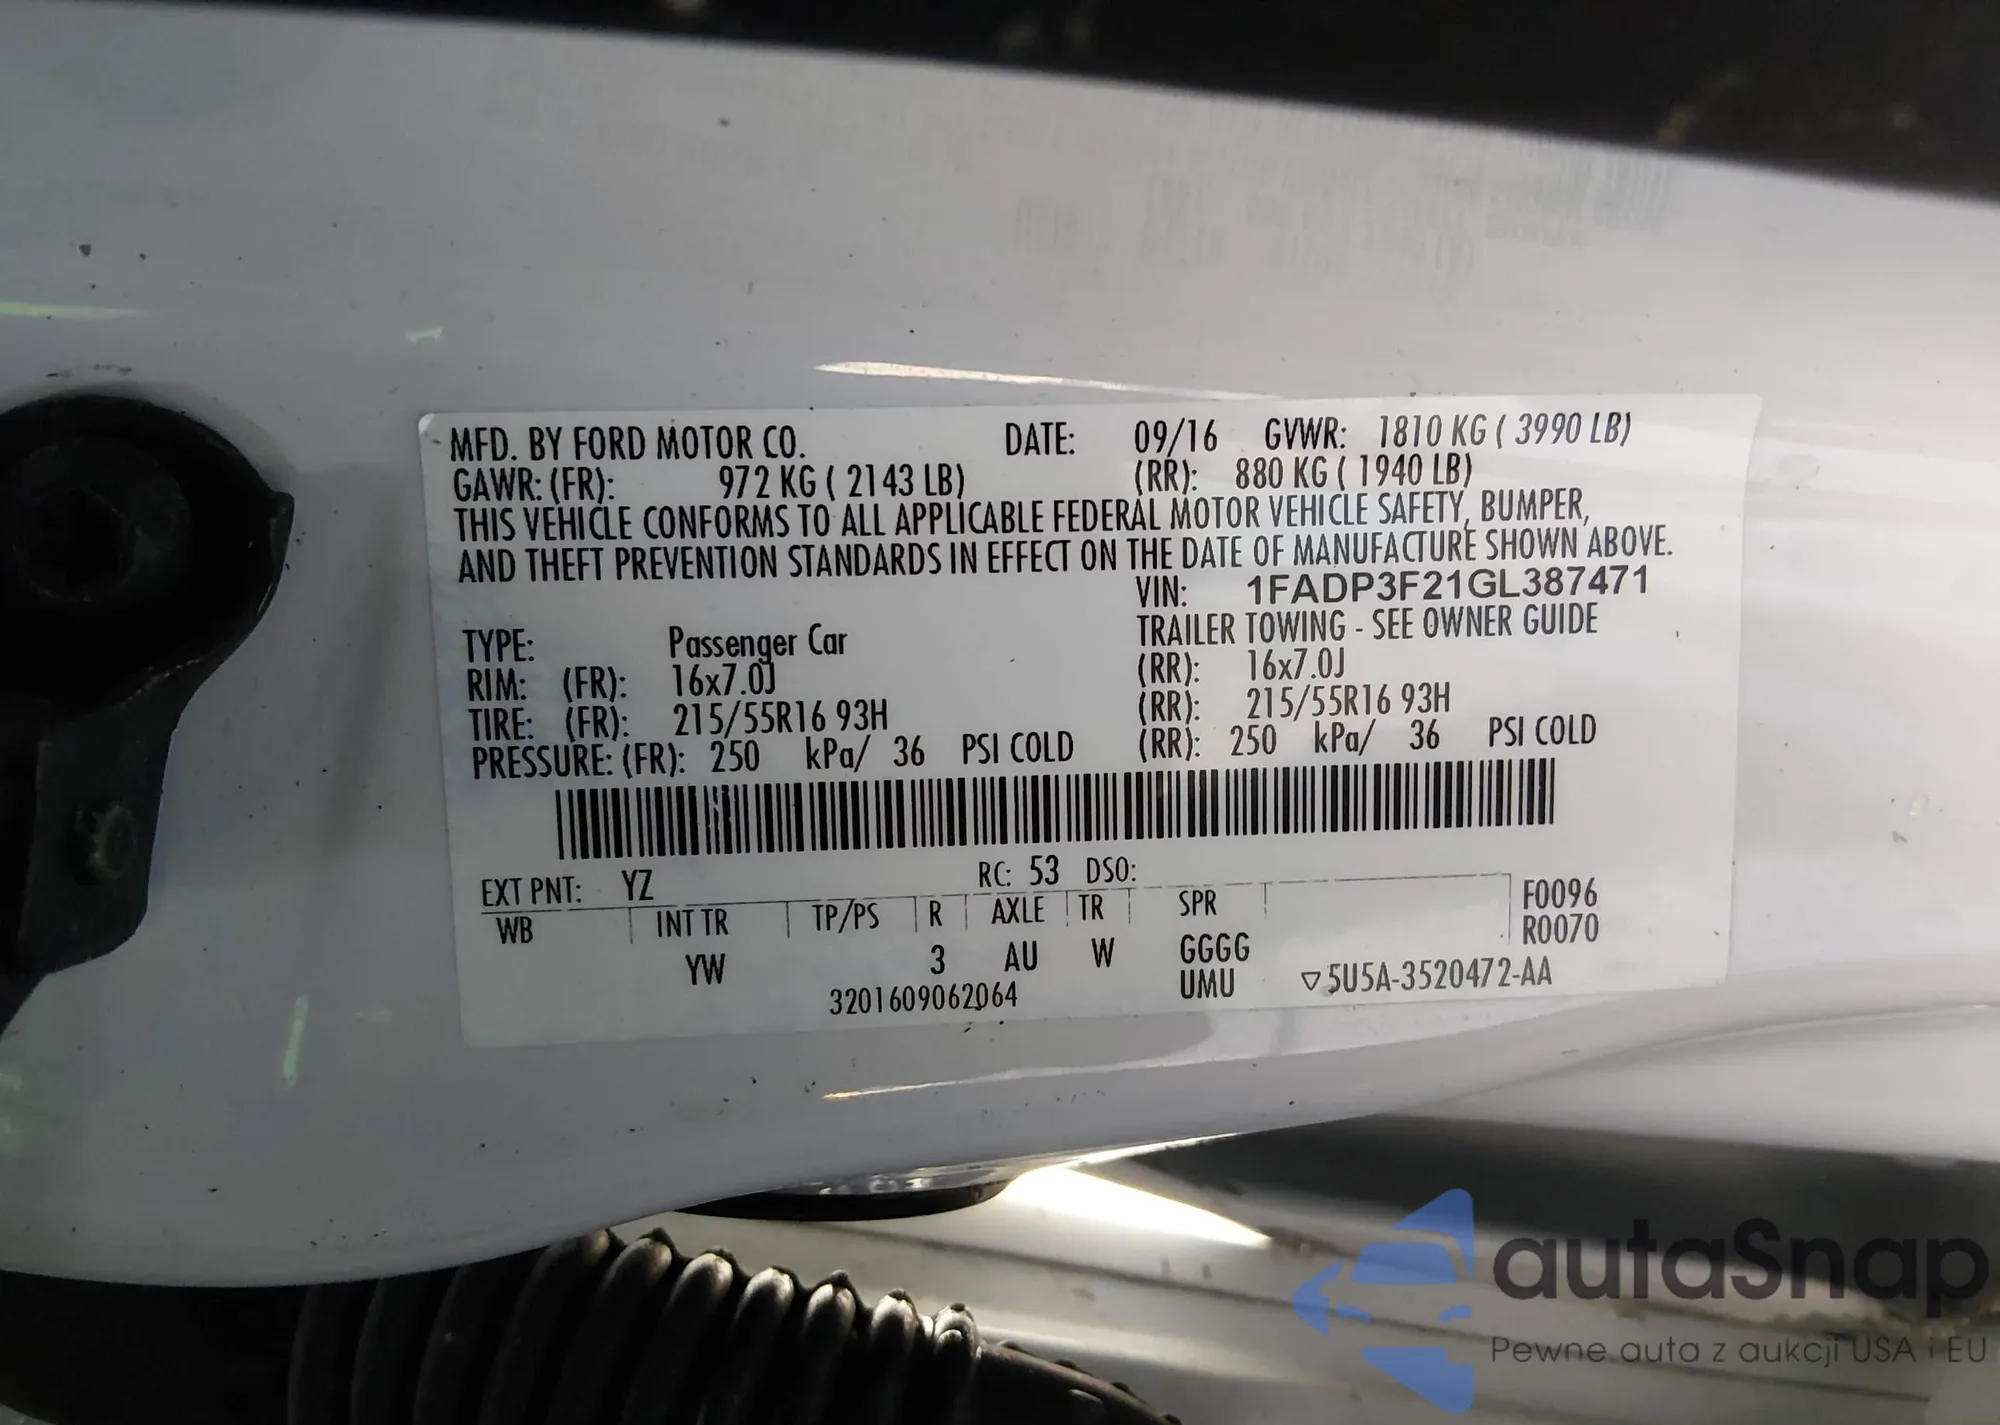 MFD. BY FORD MOTOR CO. DATE: 09/16 GVWR: 1810 KG ( 3990 LB)
GAWR: (FR): 972 KG ( 2143 LB) (RR): 880 KG ( 1940 LB)
THIS VEHICLE CONFORMS TO ALL APPLICABLE FEDERAL MOTOR VEHICLE SAFETY, BUMPER,
AND THEFT PREVENTION STANDARDS IN EFFECT ON THE DATE OF MANUFACTURE SHOWN ABOVE.
VIN: 1FADP3F21GL387471
TYPE: Passenger Car TRAILER TOWING - SEE OWNER GUIDE
RIM: (FR): 16x7.0J (RR): 16x7.0J
TIRE: (FR): 215/55R16 93H (RR): 215/55R16 93H
PRESSURE: (FR): 250 kPa/ 36 PSI COLD (RR): 250 kPa/ 36 PSI COLD
EXT PNT: YZ RC: 53 DSO:
WB INT TR TP/PS R AXLE TR SPR F0096
R0070
YW 3 AU W GGGG
UMU ▽5U5A-3520472-AA
3201609062064
autaSnap
Pewne auta z aukcji USA i EU